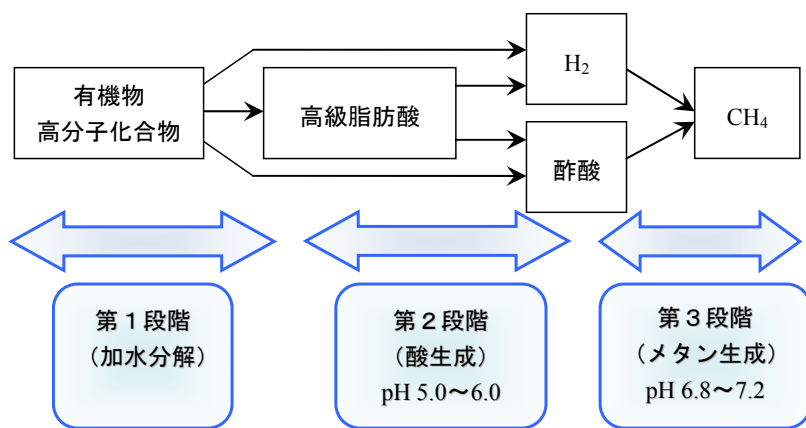 有機物
高分子化合物
高級脂肪酸
H₂
酢酸
CH₄
第１段階
（加水分解）
第２段階
（酸生成）
pH 5.0～6.0
第３段階
（メタン生成）
pH 6.8～7.2